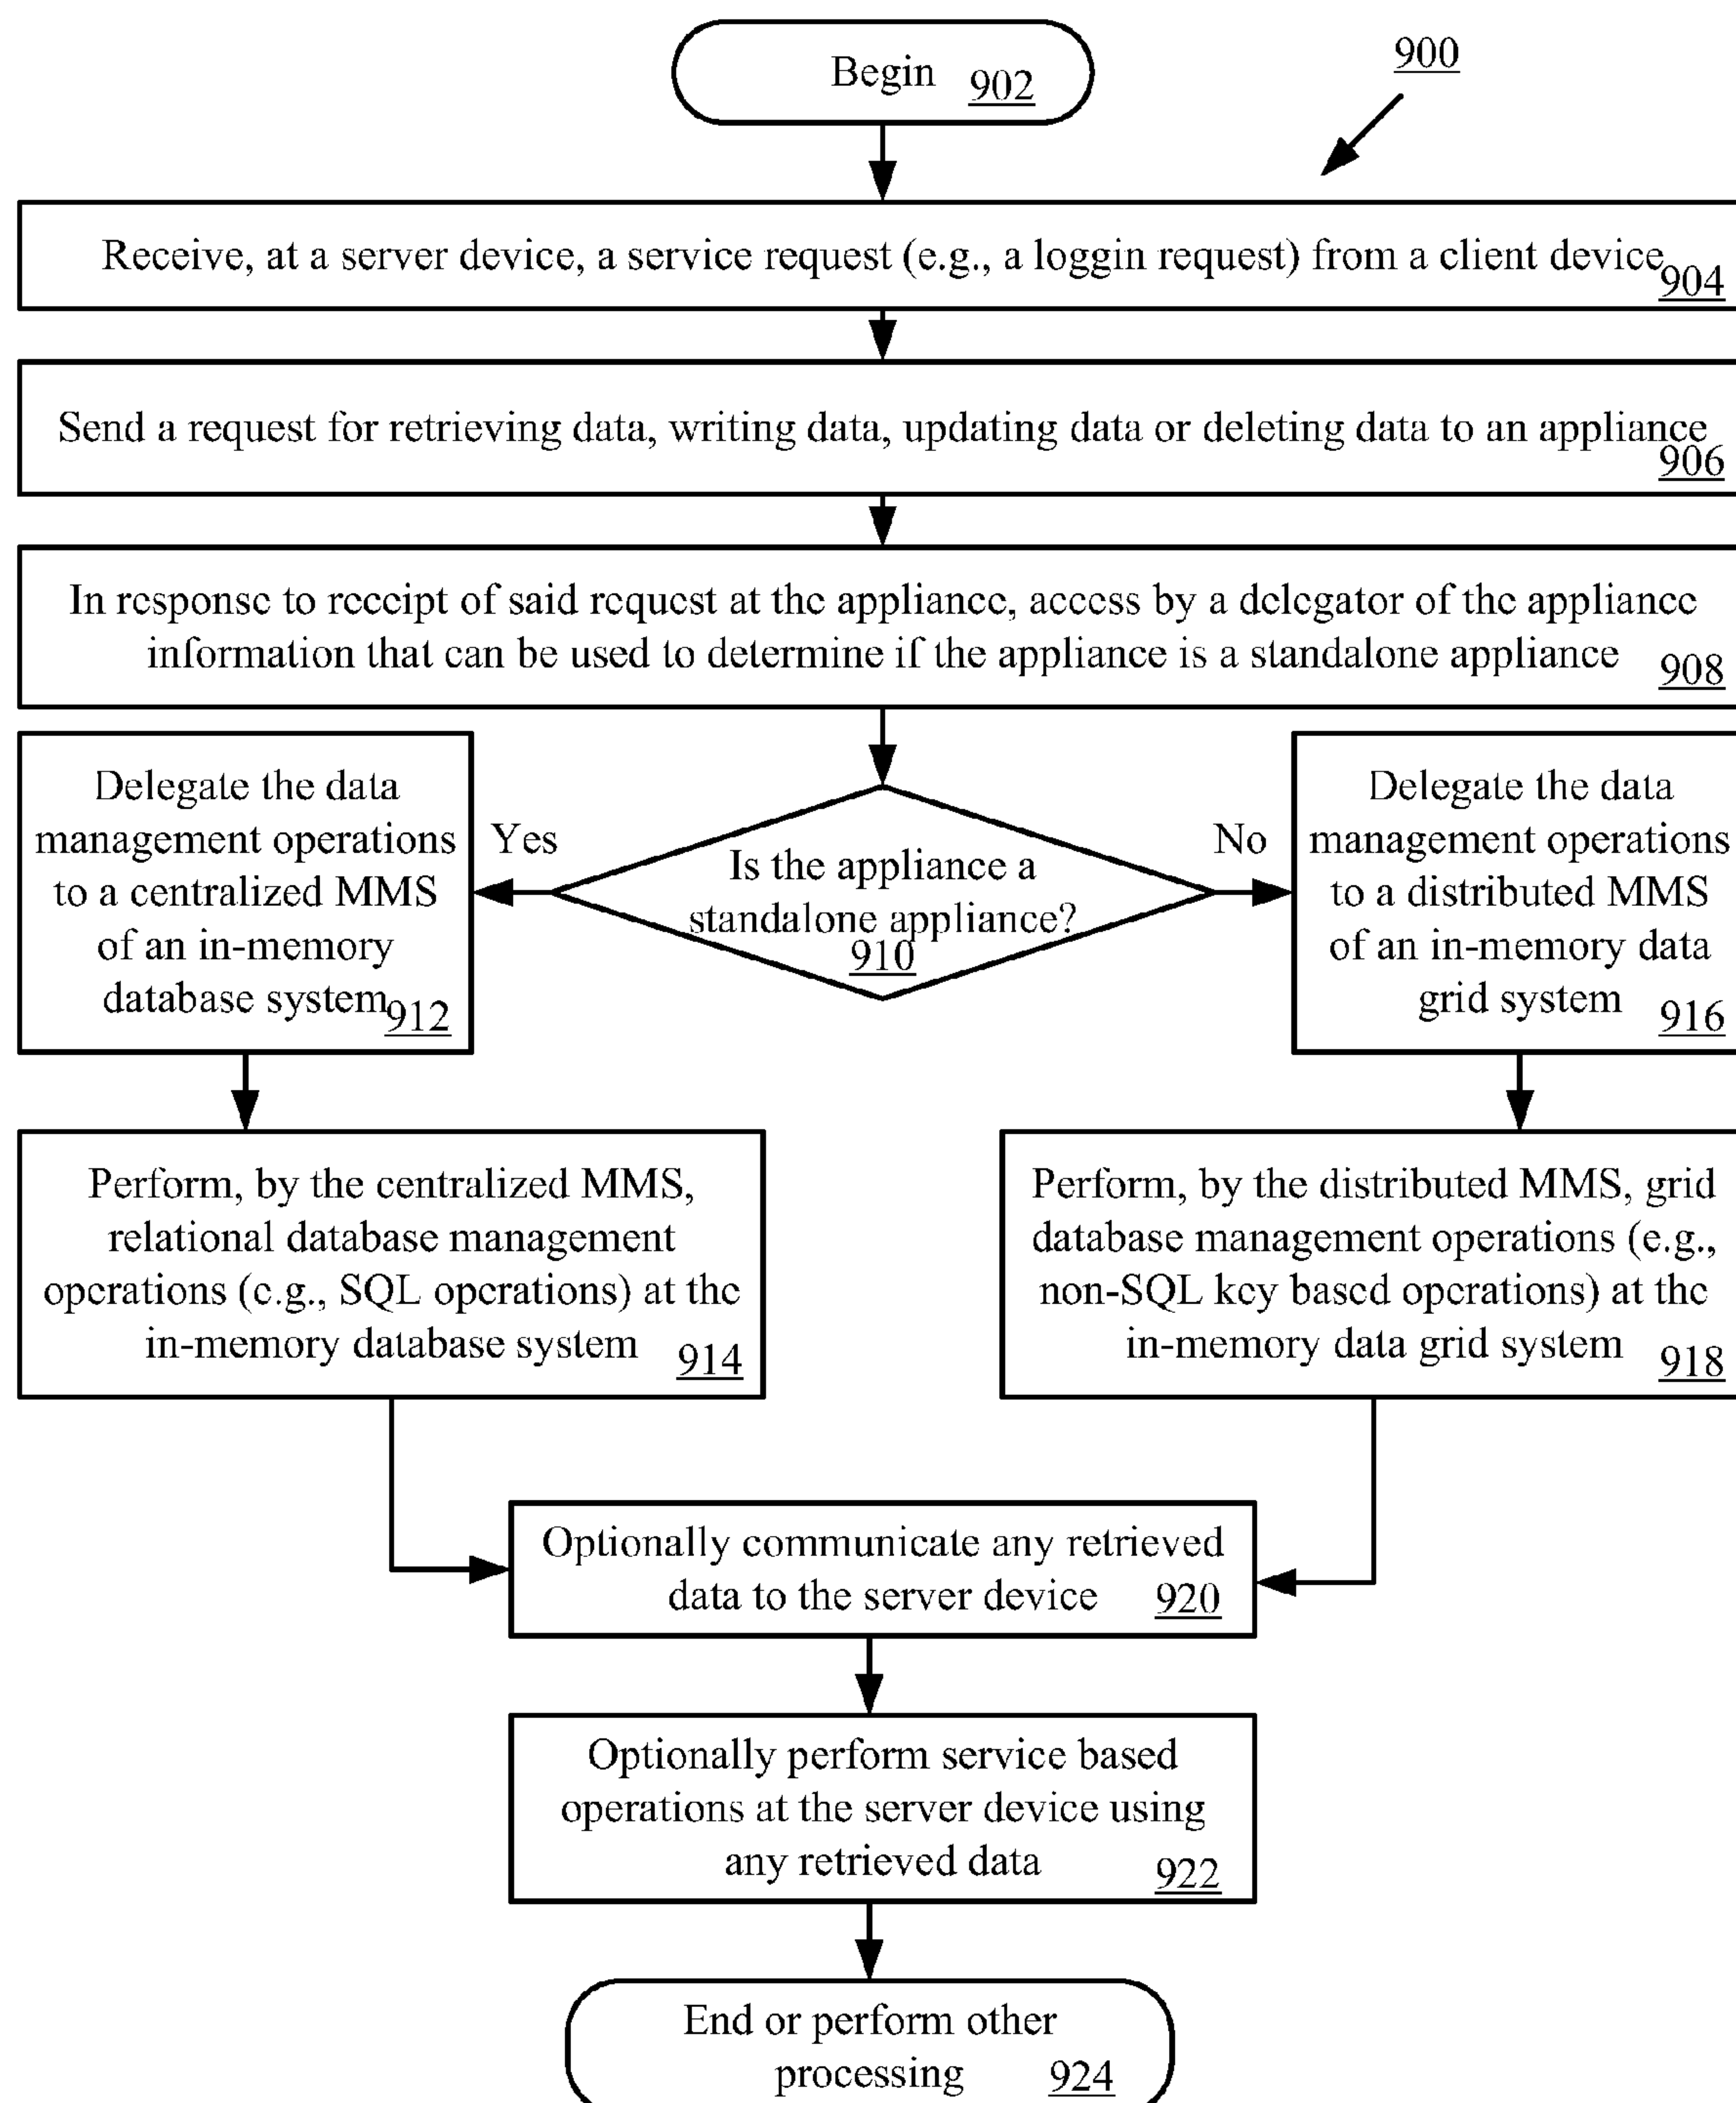 Begin 902
900
Receive, at a server device, a service request (e.g., a loggin request) from a client device
904
Send a request for retrieving data, writing data, updating data or deleting data to an appliance
906
In response to receipt of said request at the appliance, access by a delegator of the appliance
information that can be used to determine if the appliance is a standalone appliance 908
Delegate the data
management operations
to a centralized MMS
of an in-memory
database system 912
Yes
Is the appliance a
standalone appliance?
910
No
Delegate the data
management operations
to a distributed MMS
of an in-memory data
grid system 916
Perform, by the centralized MMS,
relational database management
operations (e.g., SQL operations) at the
in-memory database system 914
Perform, by the distributed MMS, grid
database management operations (e.g.,
non-SQL key based operations) at the
in-memory data grid system 918
Optionally communicate any retrieved
data to the server device 920
Optionally perform service based
operations at the server device using
any retrieved data 922
End or perform other
processing 924